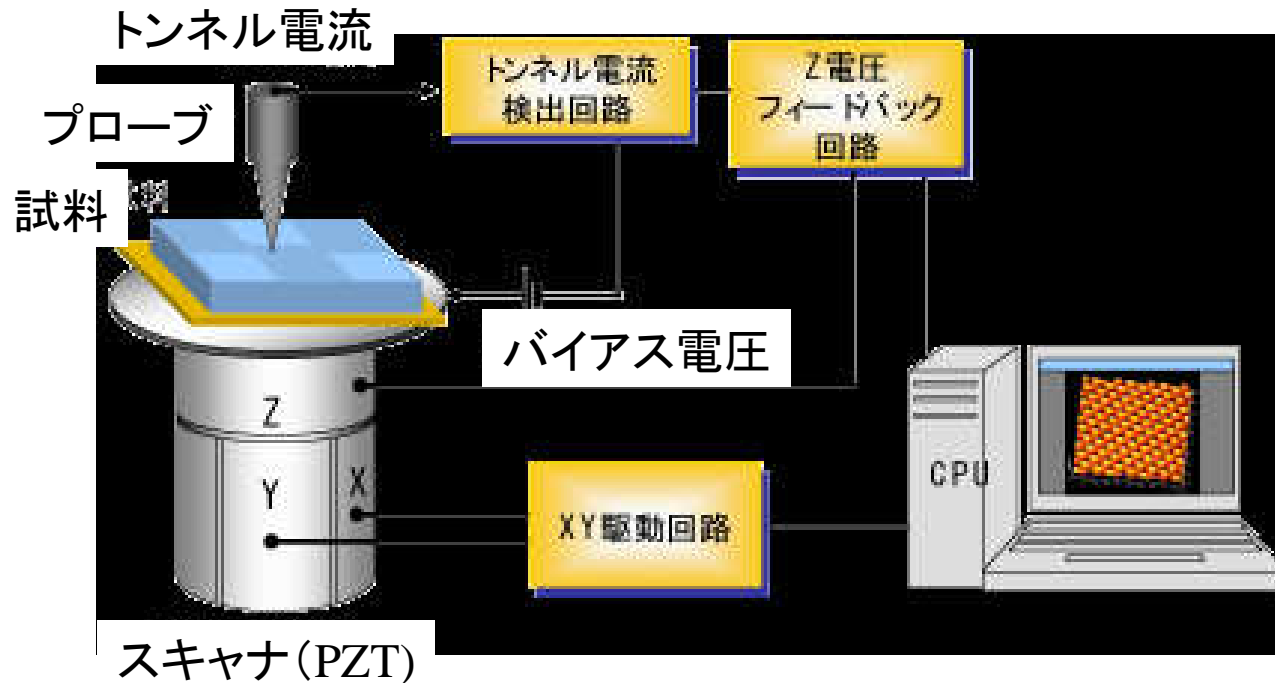 トンネル電流
トンネル電流
検出回路
Z電圧
フィードバック
回路
プローブ
試料
バイアス電圧
Z
Y
X
XY駆動回路
CPU
スキャナ(PZT)